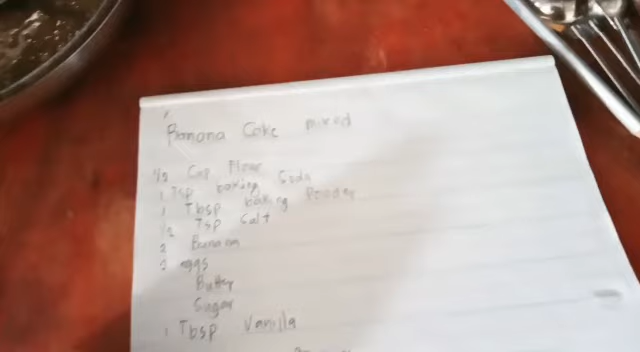 Banana Cake mixed
1/2 Cup Flour
1 Tsp baking Soda
1 Tbsp baking Powder
1/2 Tsp Salt
2 Banana
2 eggs
Butter
Sugar
1 Tbsp Vanilla